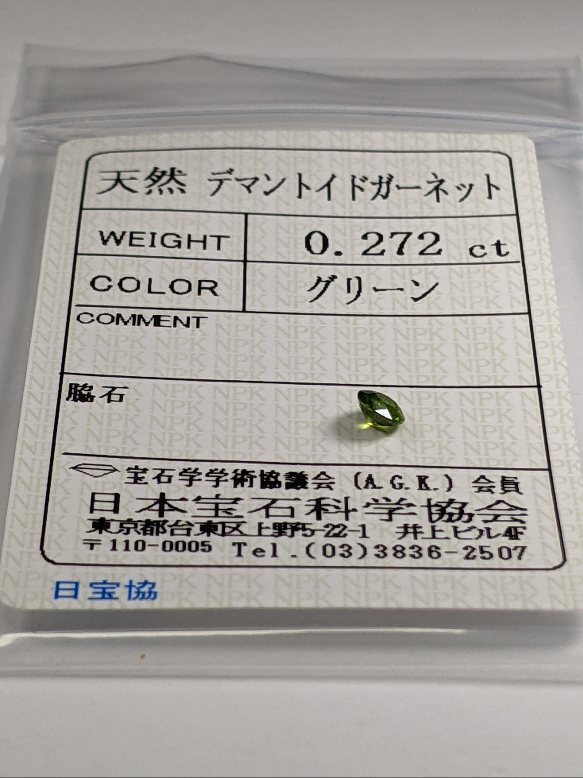 天然 デマントイドガーネット
WEIGHT 0.272 ct
COLOR グリーン
COMMENT
脇石
宝石学学術協議会 (A.G.K.) 会員
日本宝石科学協会
東京都台東区上野5-22-1 井上ビル4F
〒110-0005 Tel.(03)3836-2507
日宝協